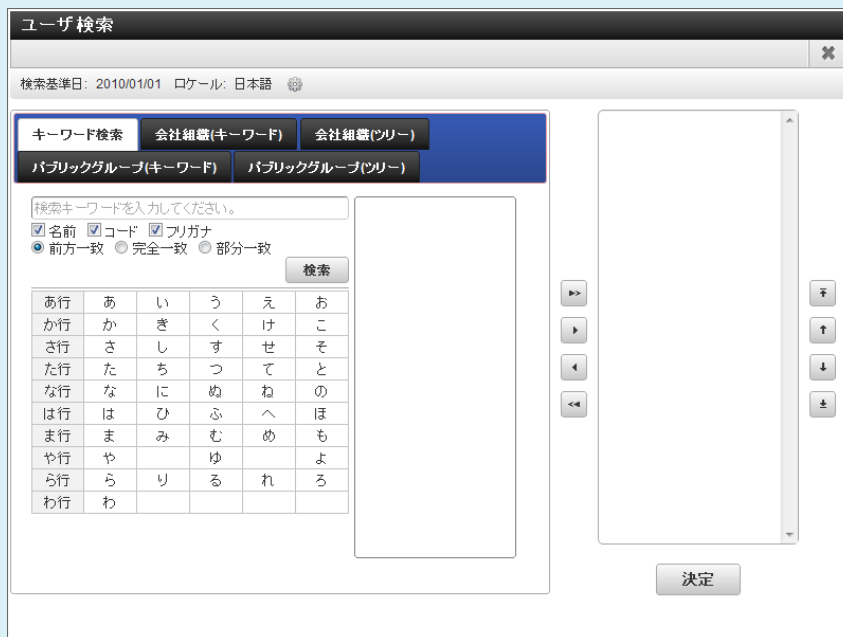 ユーザ検索
検索基準日: 2010/01/01 ロケール: 日本語
キーワード検索 会社組織(キーワード) 会社組織(ツリー)
パブリックグループ(キーワード) パブリックグループ(ツリー)
検索キーワードを入力してください。
名前 コード フリガナ
前方一致 完全一致 部分一致
検索
あ行 あ い う え お
か行 か き く け こ
さ行 さ し す せ そ
た行 た ち つ て と
な行 な に ぬ ね の
は行 は ひ ふ へ ほ
ま行 ま み む め も
や行 や ゆ よ
ら行 ら り る れ ろ
わ行 わ
決定